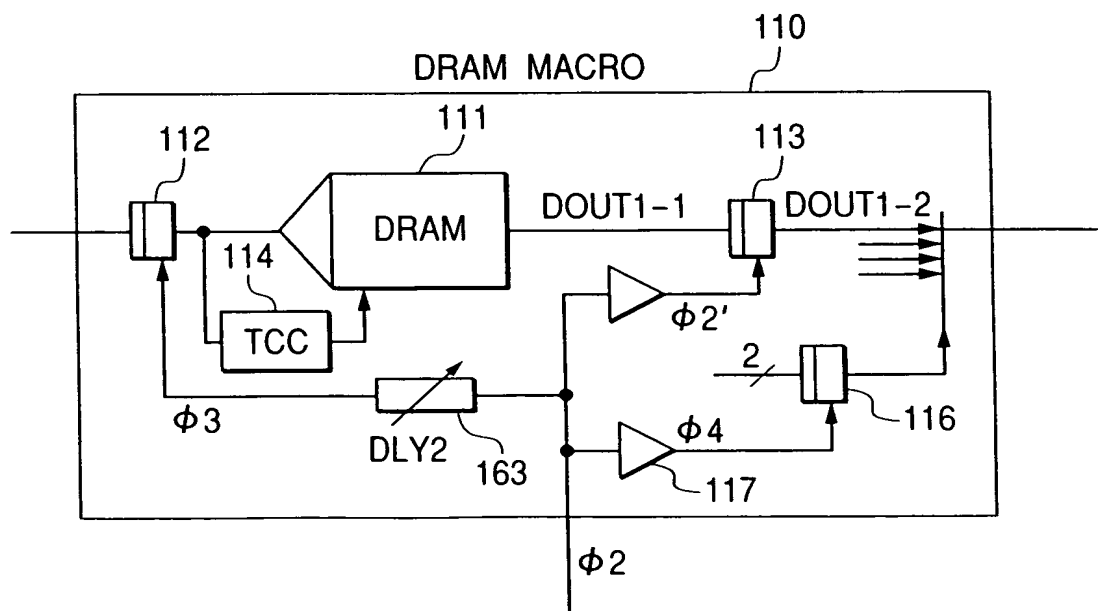 110
DRAM MACRO
112
111
113
DRAM
DOUT1-1
DOUT1-2
114
TCC
ϕ2'
2
116
ϕ3
DLY2
163
ϕ4
117
ϕ2